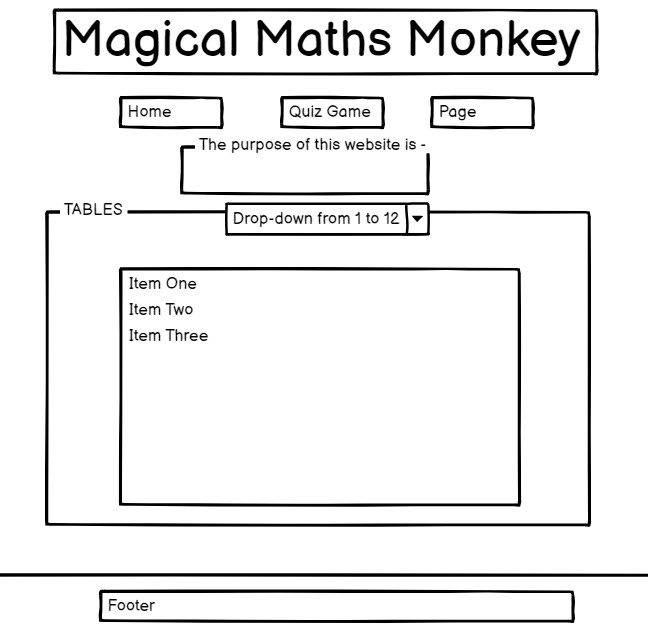 Magical Maths Monkey
Home Quiz Game Page
The purpose of this website is -
TABLES
Drop-down from 1 to 12
Item One
Item Two
Item Three
Footer